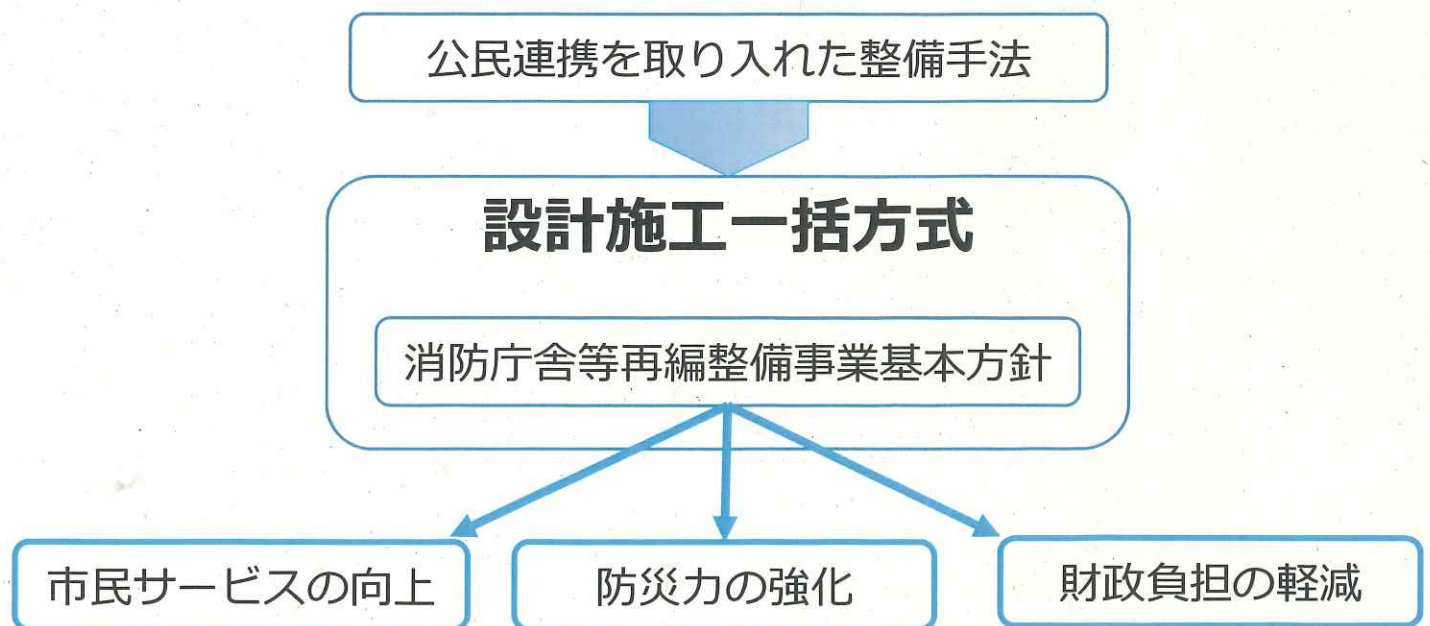 公民連携を取り入れた整備手法
設計施工一括方式
消防庁舎等再編整備事業基本方針
市民サービスの向上
防災力の強化
財政負担の軽減